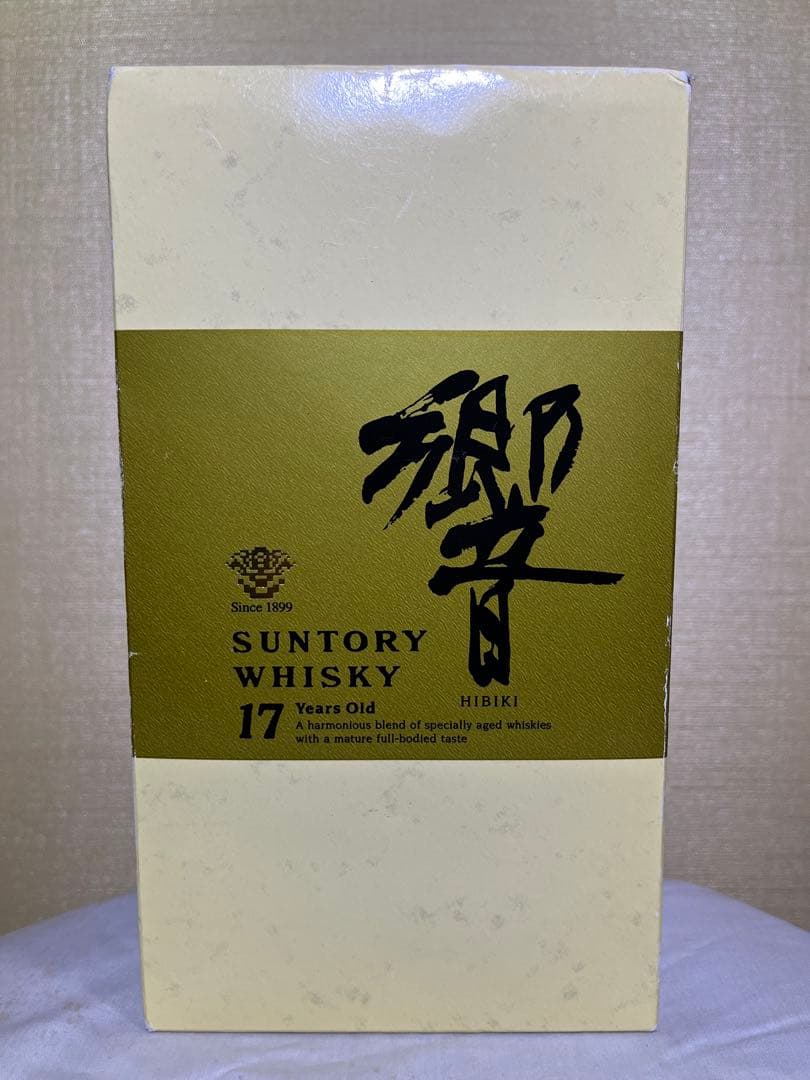 響
HIBIKI
Since 1899
SUNTORY
WHISKY
17 Years Old
A harmonious blend of specially aged whiskies
with a mature full-bodied taste